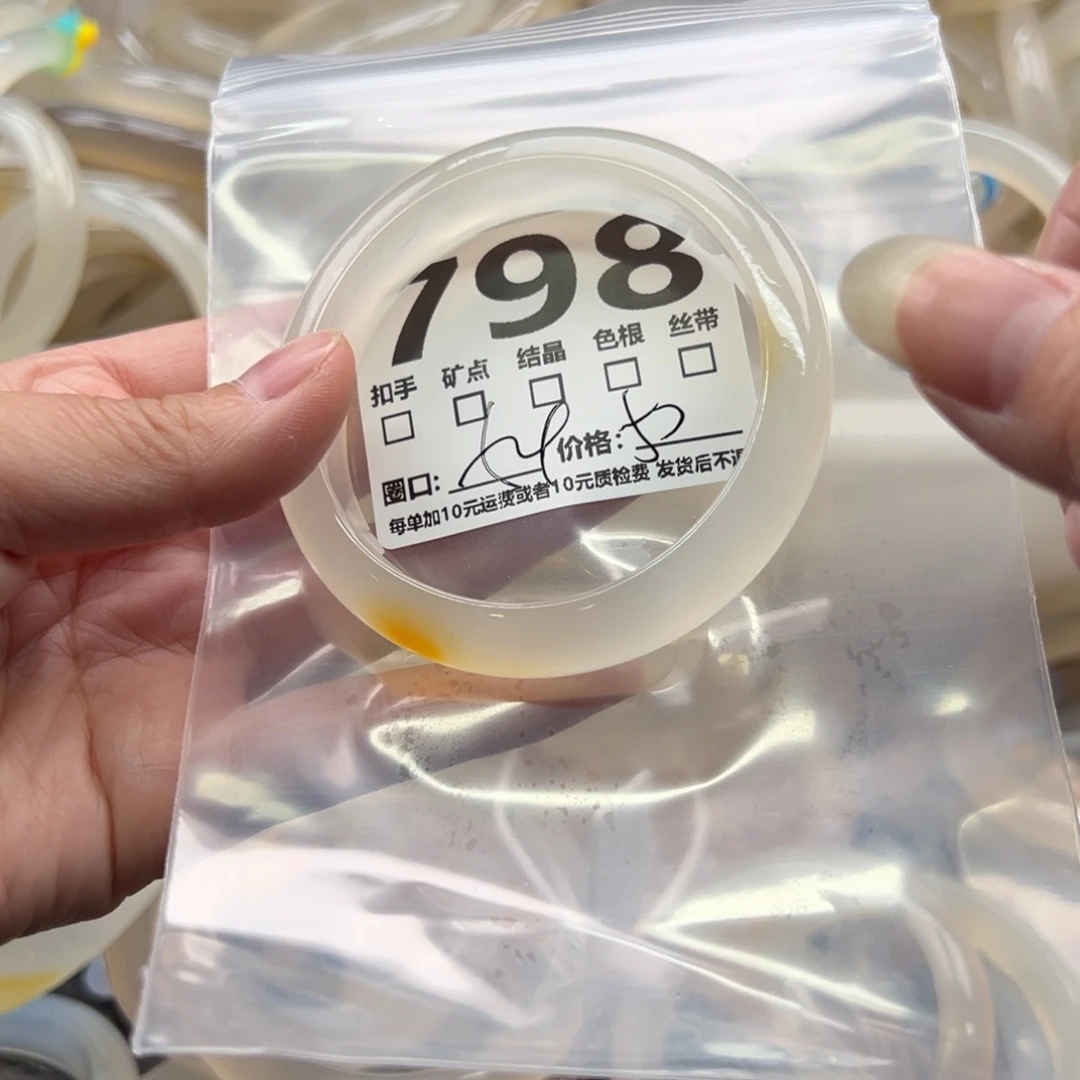 198
扣手 矿点 结晶 色根 丝带
圈口: 价格:
每单加10元运费或者10元质检费 发货后不退